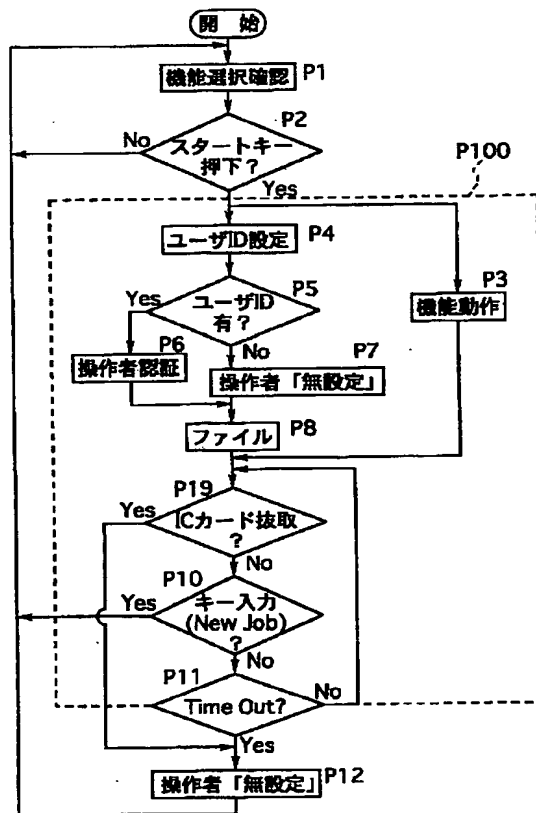 開 始
機能選択確認 P1
P2
No
スタートキー
押下?
Yes
P100
ユーザID設定 P4
P3
機能動作
P5
Yes
ユーザID
有?
No
P6
操作者認証
P7
操作者「無設定」
ファイル P8
P19
Yes
ICカード抜取
?
No
P10
Yes
キー入力
(New Job)
?
No
P11
Time Out?
No
Yes
操作者「無設定」 P12